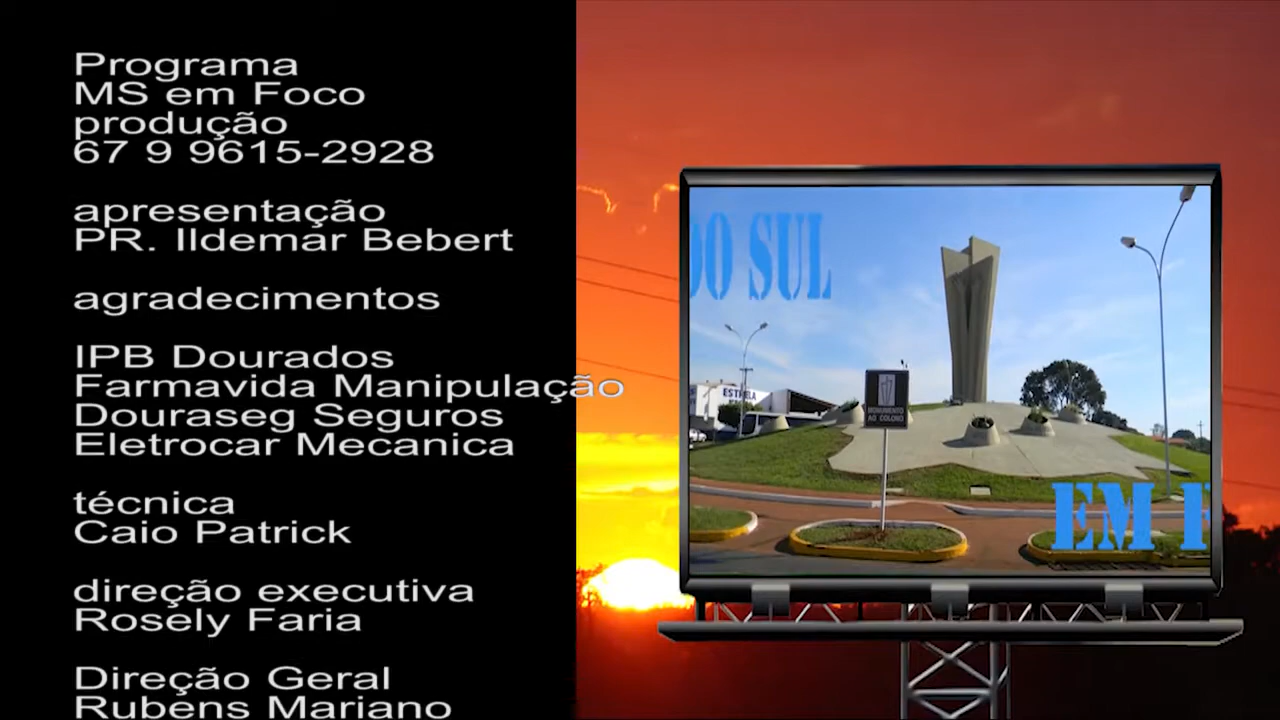 Programa
MS em Foco
produção
67 9 9615-2928
apresentação
PR. Ildemar Bebert
agradecimentos
IPB Dourados
Farmavida Manipulação
Douraseg Seguros
Eletrocar Mecanica
técnica
Caio Patrick
direção executiva
Rosely Faria
Direção Geral
Rubens Mariano
DO SUL
ESTRELA
MONUMENTO
AO COLONO
EM F